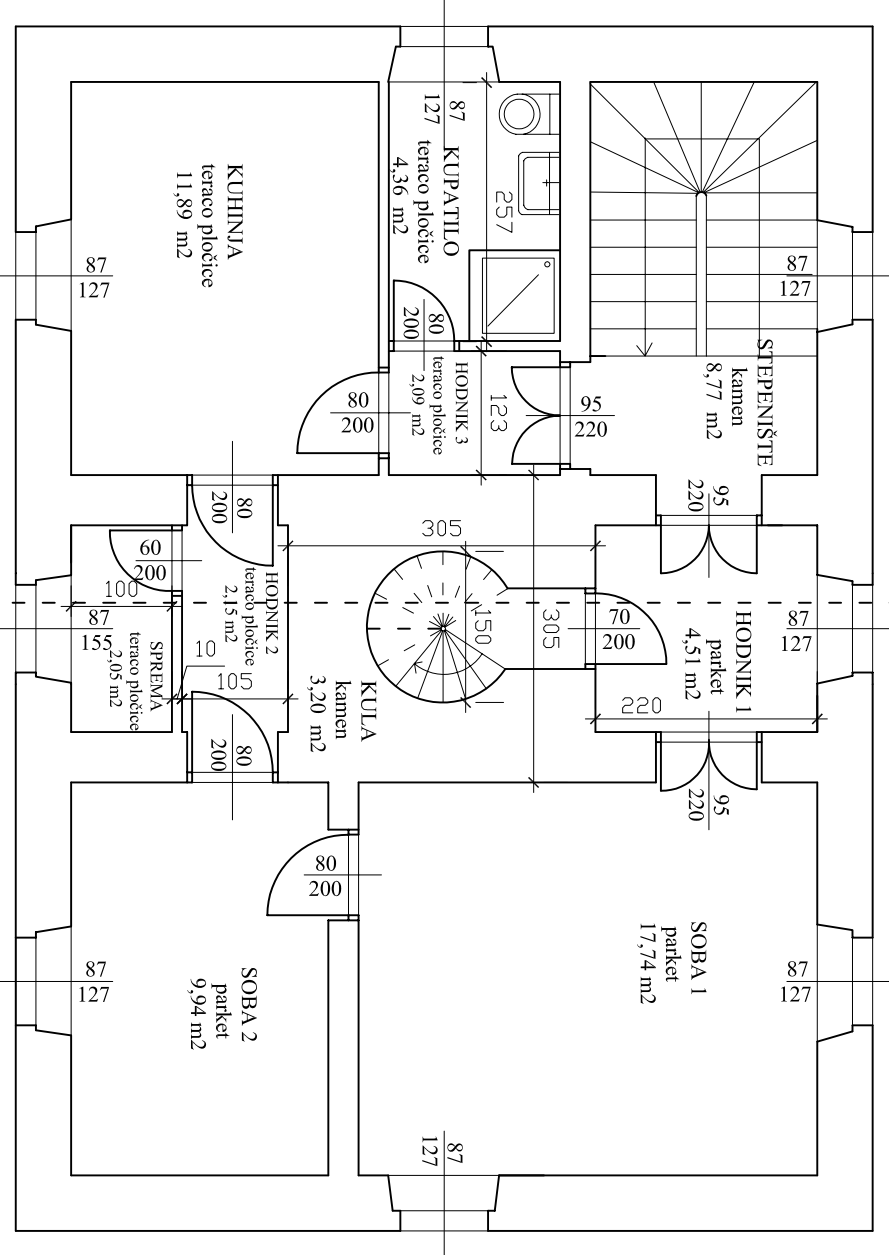 87
127
KUHINJA
teraco pločice
11,89 m2
KUPATILO
teraco pločice
4,36 m2
257
87
127
87
127
STEPENIŠTE
kamen
8,77 m2
80
200
HODNIK 3
teraco pločice
2,09 m2
123
80
200
95
220
80
200
95
220
305
60
200
100
87
155
SPREMA
teraco pločice
2,05 m2
10
HODNIK 2
teraco pločice
2,15 m2
105
150
305
70
200
HODNIK 1
parket
4,51 m2
87
127
220
KULA
kamen
3,20 m2
80
200
95
220
80
200
SOBA 1
parket
17,74 m2
87
127
SOBA 2
parket
9,94 m2
87
127
87
127